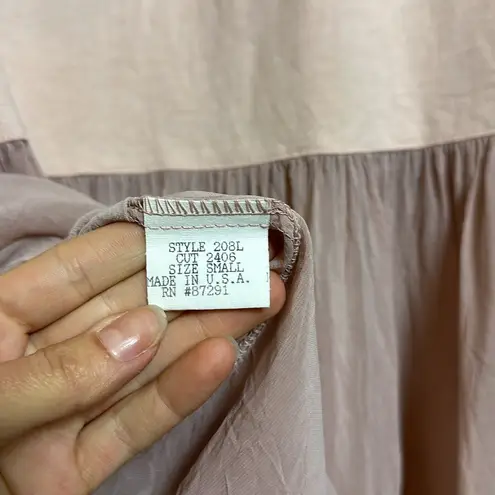 STYLE 208L
CUT 2406
SIZE SMALL
MADE IN U.S.A.
RN #87291